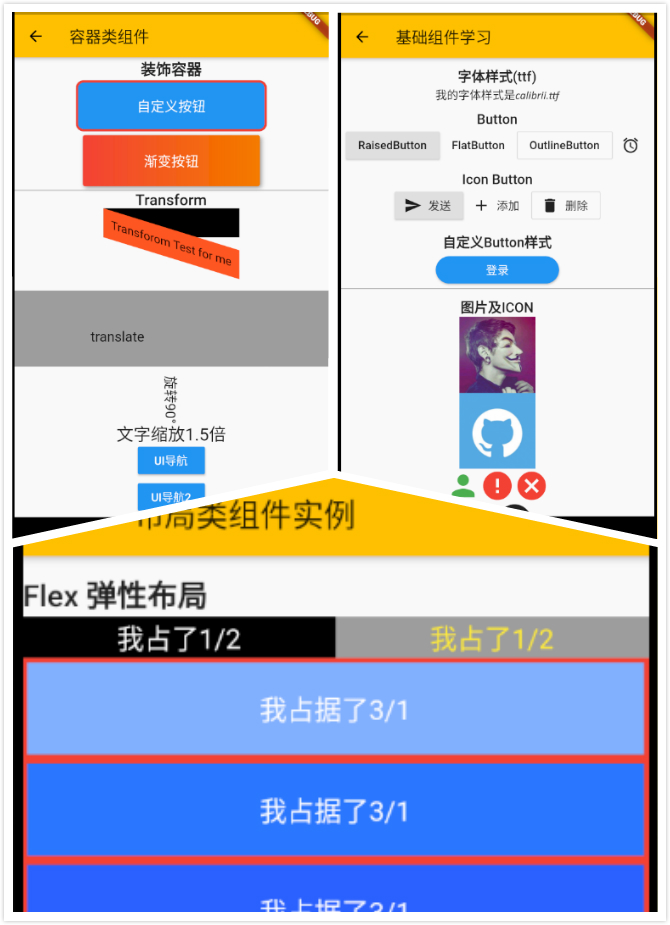 容器类组件
装饰容器
自定义按钮
渐变按钮
Transform
Transforom Test for me
translate
旋转90°
文字缩放1.5倍
UI导航
UI导航2
基础组件学习
字体样式(ttf)
我的字体样式是calibrii.ttf
Button
RaisedButton FlatButton OutlineButton
Icon Button
发送 添加 删除
自定义Button样式
登录
图片及ICON
布局类组件实例
Flex 弹性布局
我占了1/2 我占了1/2
我占据了3/1
我占据了3/1
我占据了3/1